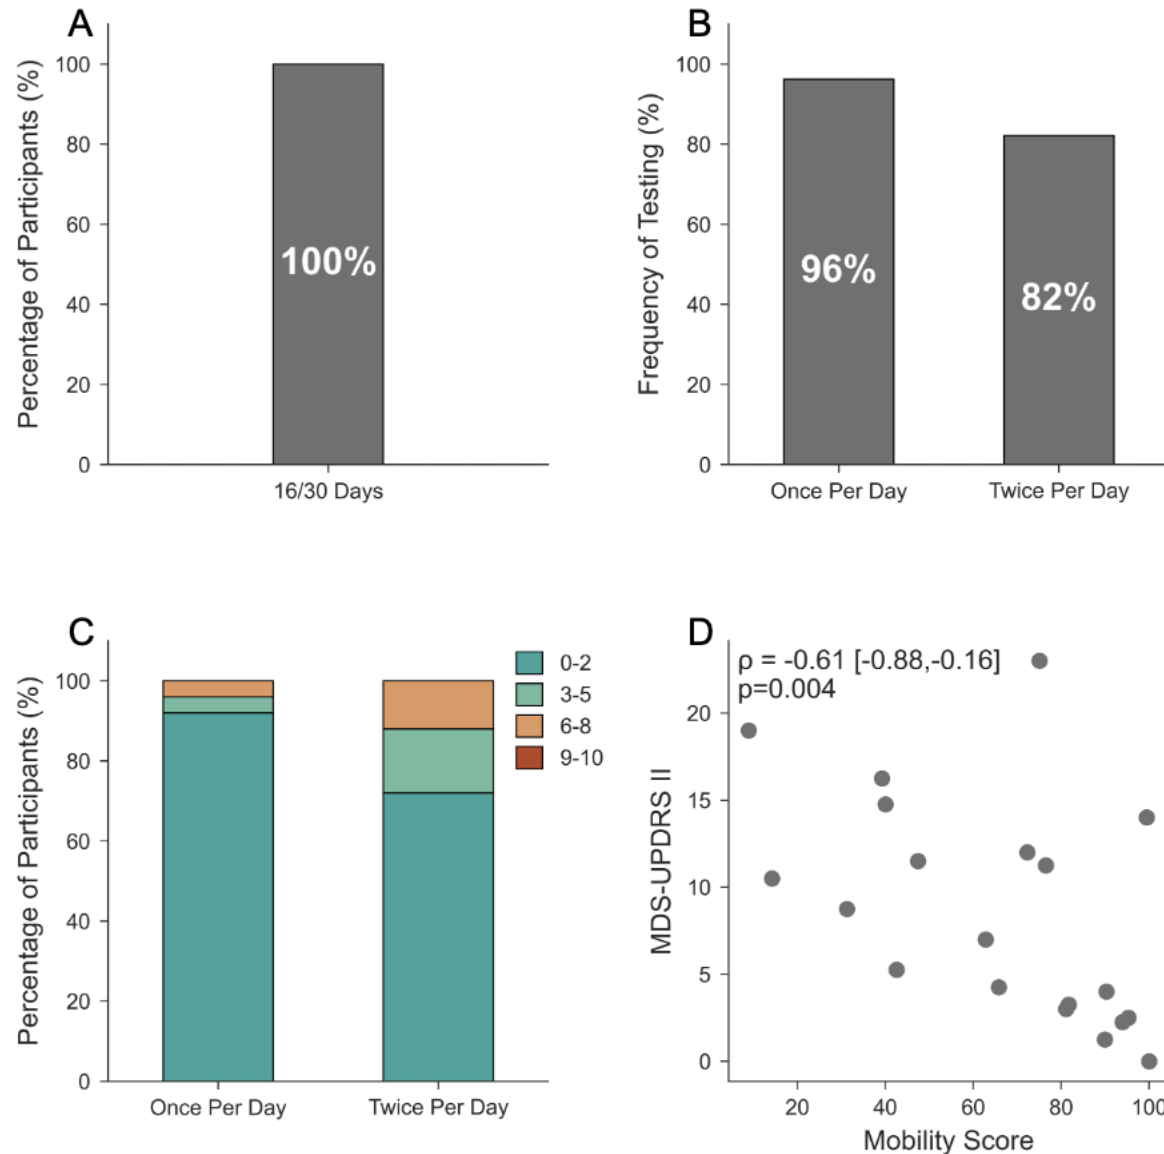 A
Percentage of Participants (%)
100
80
60
40
20
0
100%
16/30 Days
B
Frequency of Testing (%)
100
80
60
40
20
0
96%
82%
Once Per Day
Twice Per Day
C
Percentage of Participants (%)
100
80
60
40
20
0
Once Per Day
Twice Per Day
0-2
3-5
6-8
9-10
D
ρ = -0.61 [-0.88,-0.16]
p=0.004
MDS-UPDRS II
20
15
10
5
0
20
40
60
80
100
Mobility Score